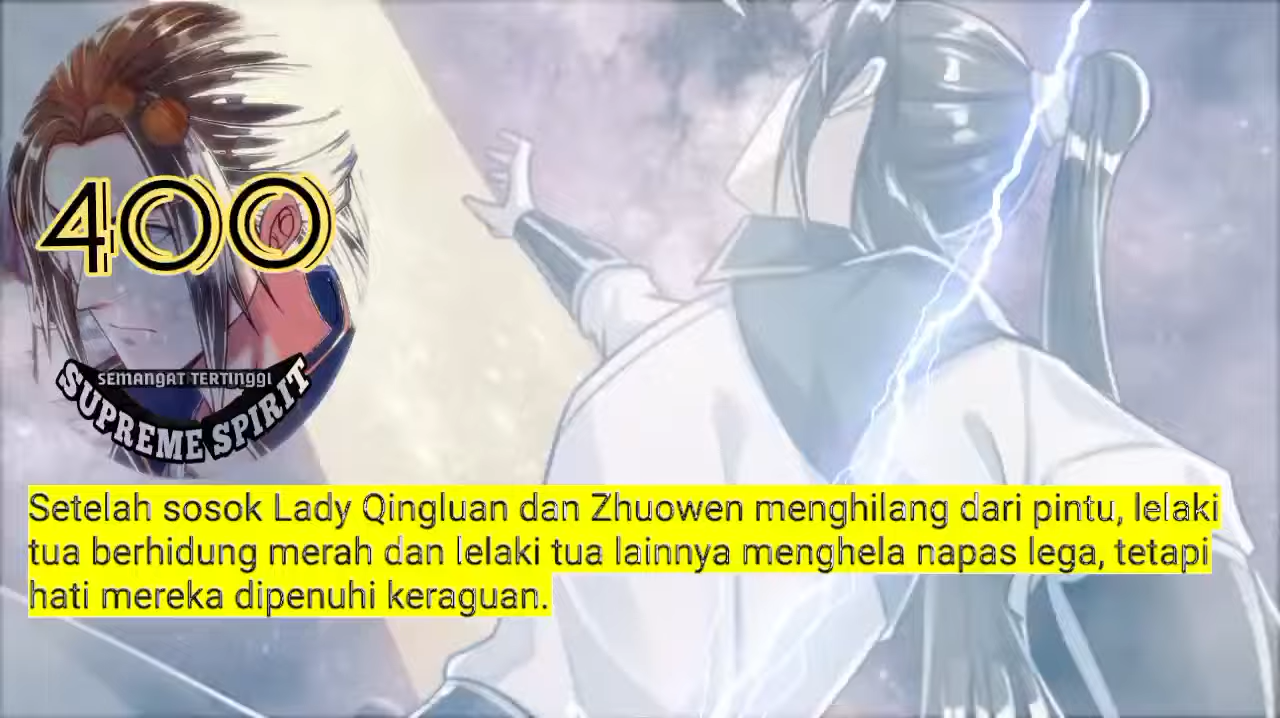 400
SEMANGAT TERTINGGI
SUPREME SPIRIT
Setelah sosok Lady Qingluan dan Zhuowen menghilang dari pintu, lelaki
tua berhidung merah dan lelaki tua lainnya menghela napas lega, tetapi
hati mereka dipenuhi keraguan.